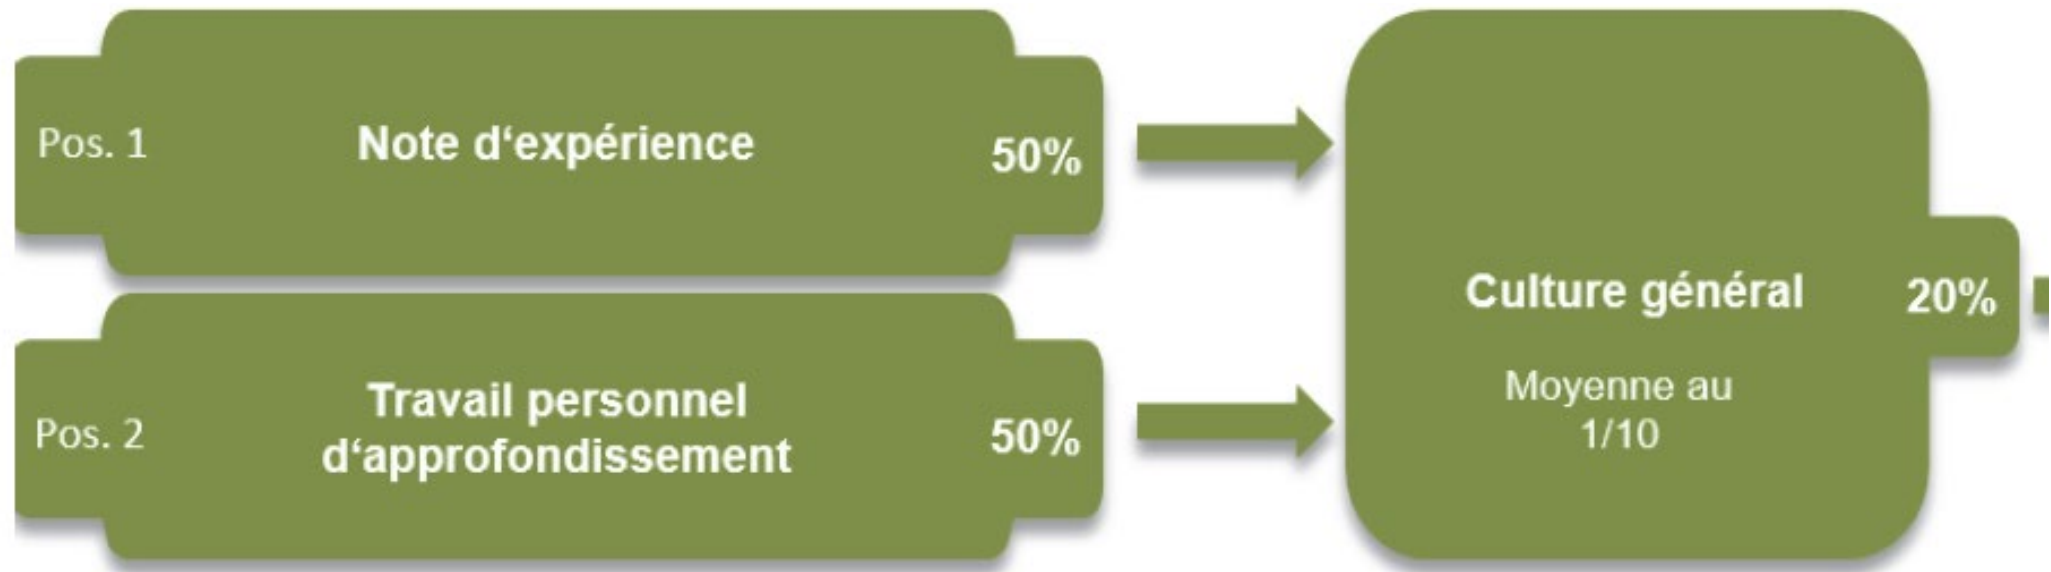 Pos. 1
Note d‘expérience
50%
Pos. 2
Travail personnel
d‘approfondissement
50%
Culture général
20%
Moyenne au
1/10